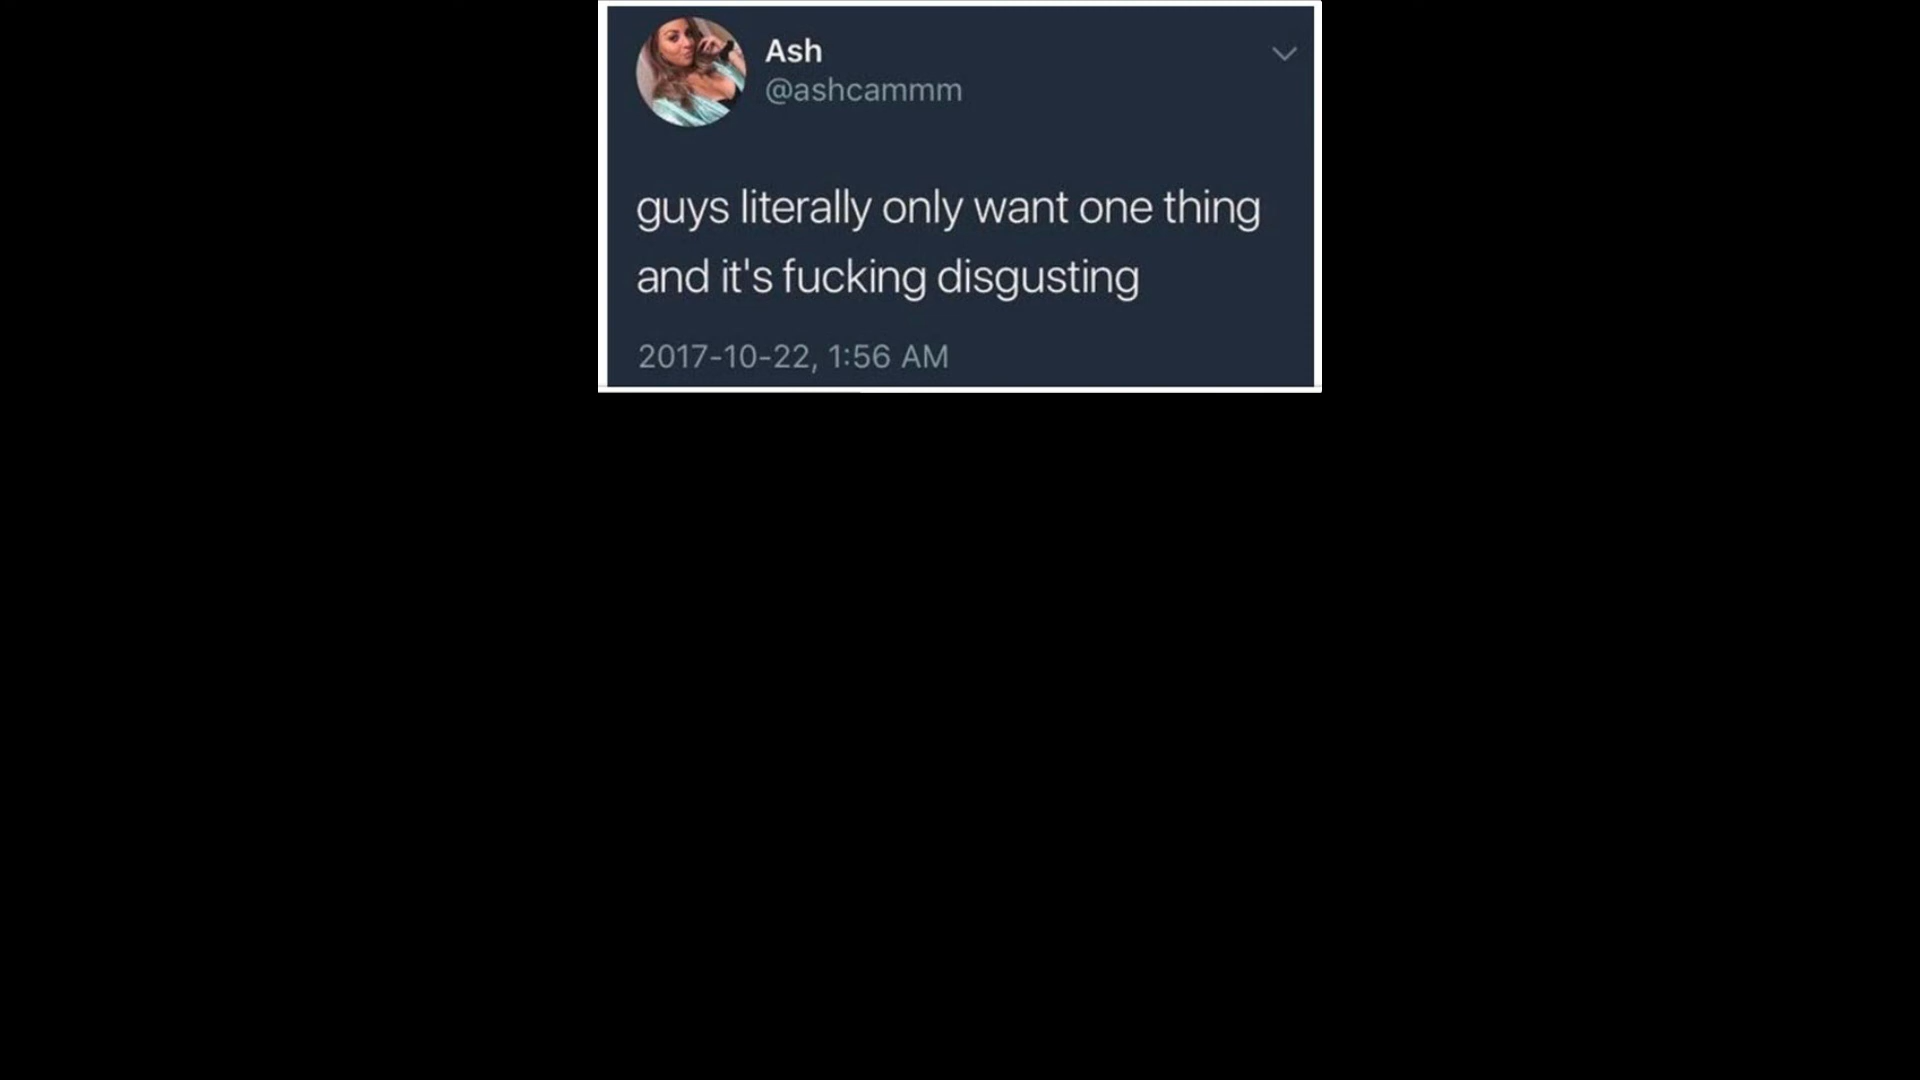 Ash
@ashcammm
guys literally only want one thing
and it's fucking disgusting
2017-10-22, 1:56 AM